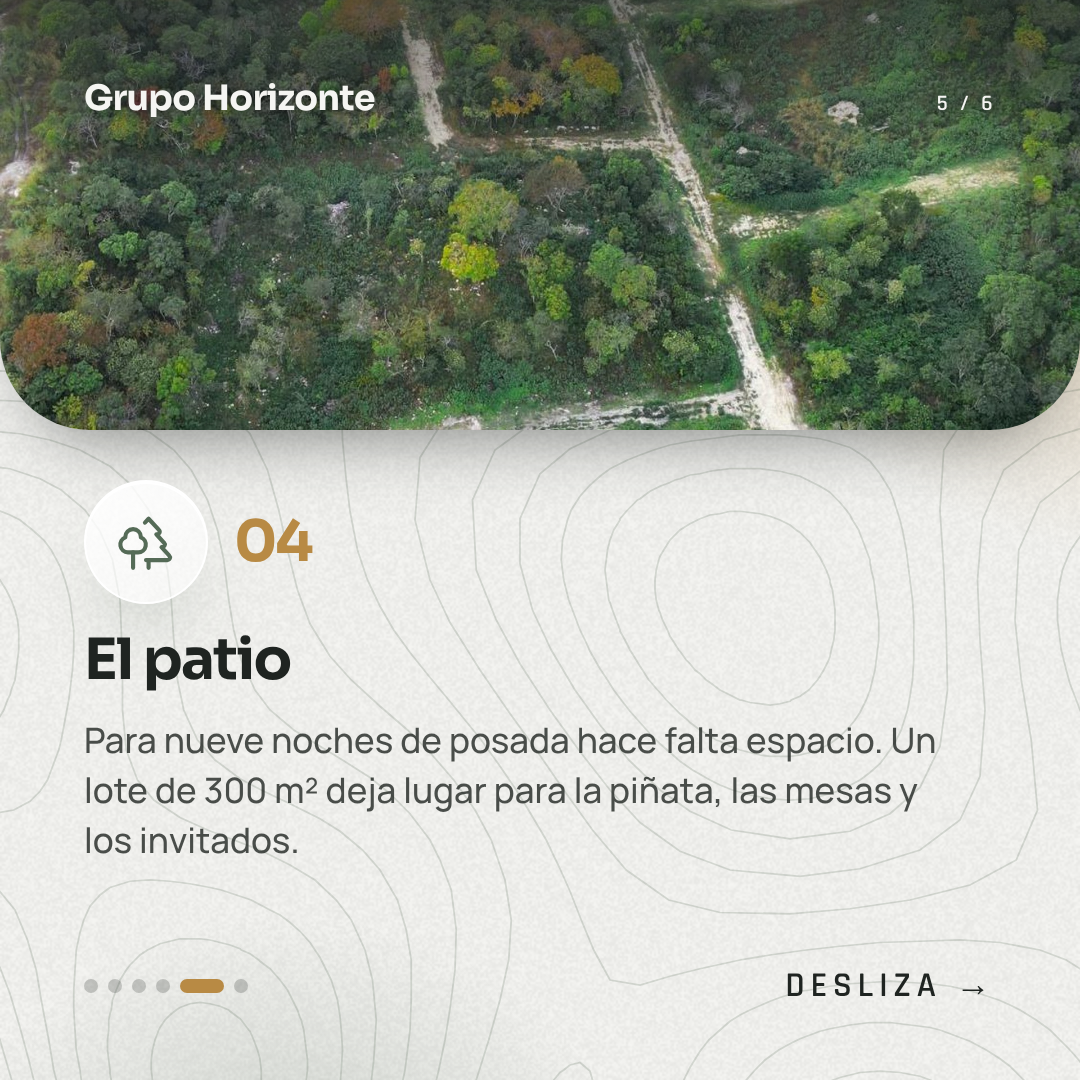 Grupo Horizonte
5 / 6
04
El patio
Para nueve noches de posada hace falta espacio. Un
lote de 300 m² deja lugar para la piñata, las mesas y
los invitados.
DESLIZA →